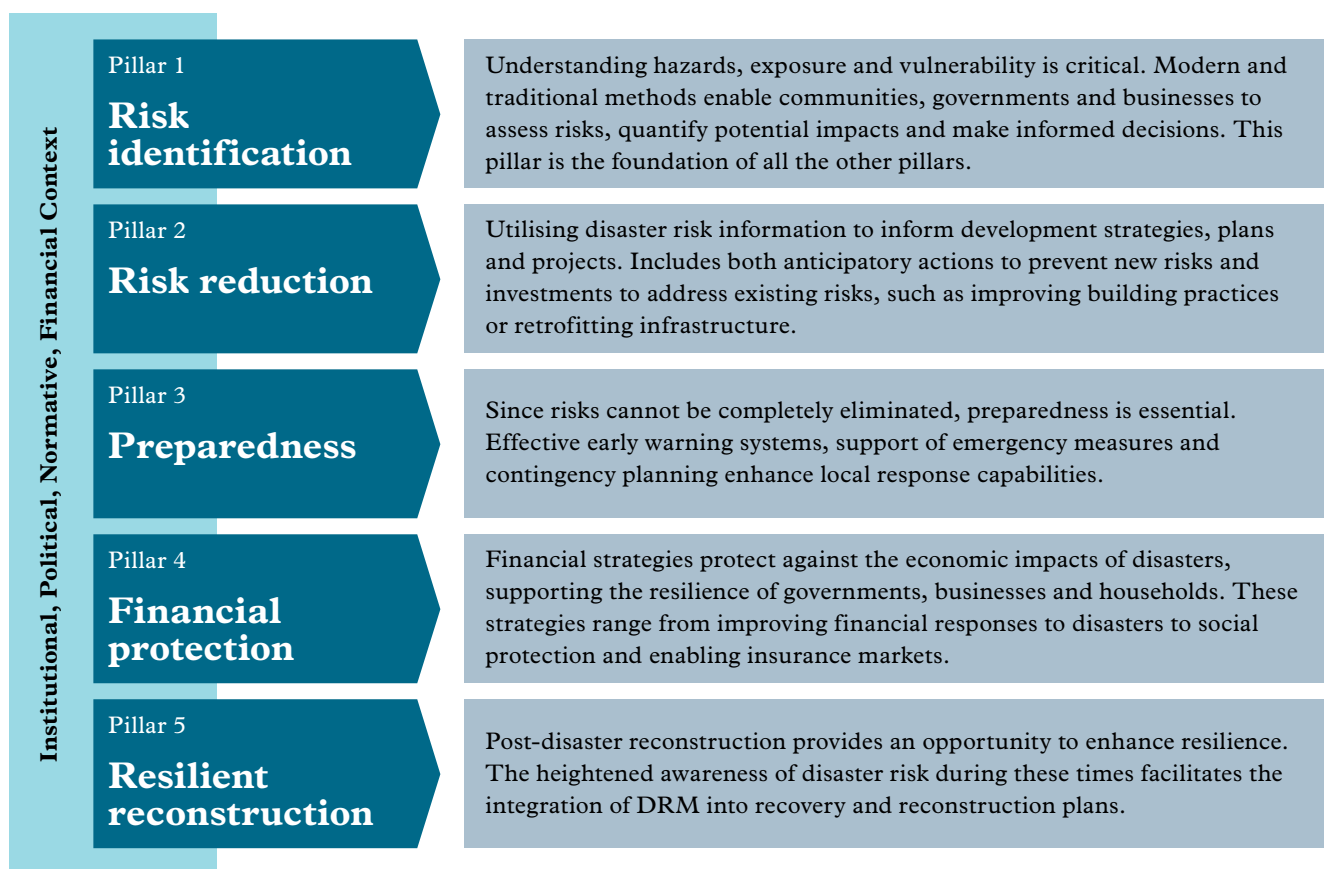 Institutional, Political, Normative, Financial Context
Pillar 1
Risk
identification
Understanding hazards, exposure and vulnerability is critical. Modern and
traditional methods enable communities, governments and businesses to
assess risks, quantify potential impacts and make informed decisions. This
pillar is the foundation of all the other pillars.
Pillar 2
Risk reduction
Utilising disaster risk information to inform development strategies, plans
and projects. Includes both anticipatory actions to prevent new risks and
investments to address existing risks, such as improving building practices
or retrofitting infrastructure.
Pillar 3
Preparedness
Since risks cannot be completely eliminated, preparedness is essential.
Effective early warning systems, support of emergency measures and
contingency planning enhance local response capabilities.
Pillar 4
Financial
protection
Financial strategies protect against the economic impacts of disasters,
supporting the resilience of governments, businesses and households. These
strategies range from improving financial responses to disasters to social
protection and enabling insurance markets.
Pillar 5
Resilient
reconstruction
Post-disaster reconstruction provides an opportunity to enhance resilience.
The heightened awareness of disaster risk during these times facilitates the
integration of DRM into recovery and reconstruction plans.